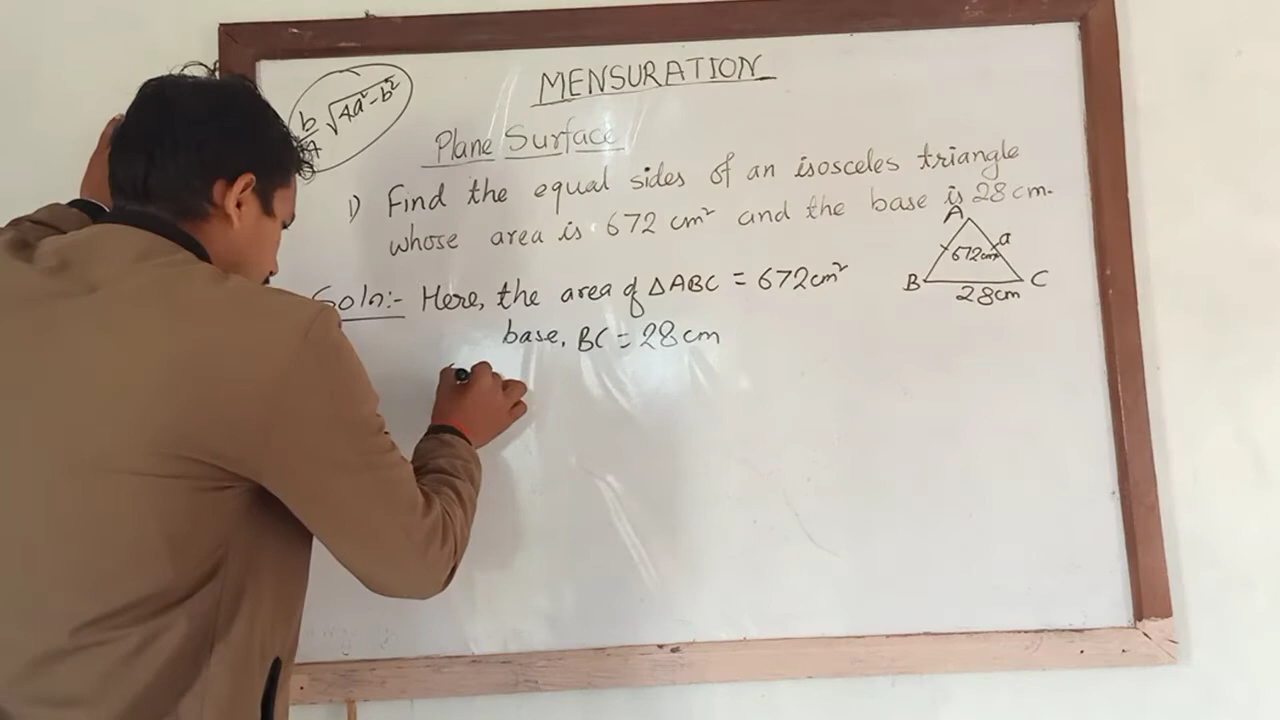 MENSURATION
b/4 √4a²-b²
Plane Surface
1) Find the equal sides of an isosceles triangle
whose area is 672 cm² and the base is 28 cm.
A
672cm² a
B C
28cm
Soln:- Here, the area of △ABC = 672cm²
base, BC = 28cm